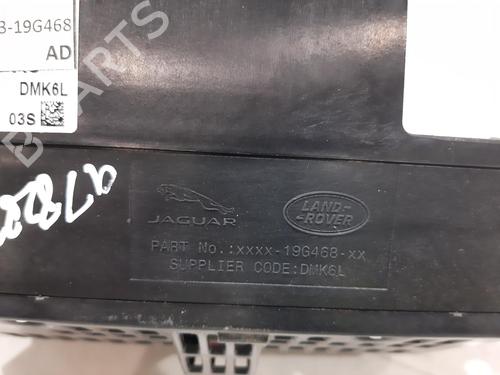 3-19G468
AD
DMK6L
03S
JAGUAR
LAND-
-ROVER
PART No.:xxxx-19G468-xx
SUPPLIER CODE:DMK6L